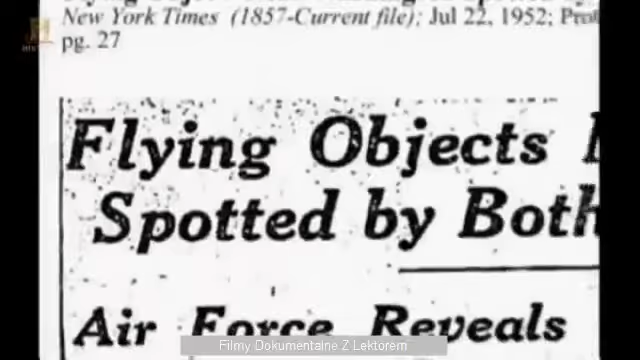 New York Times (1857-Current file); Jul 22, 1952;
pg. 27
Flying Objects
Spotted by Both
Air Force Reveals
Filmy Dokumentalne Z Lektorem